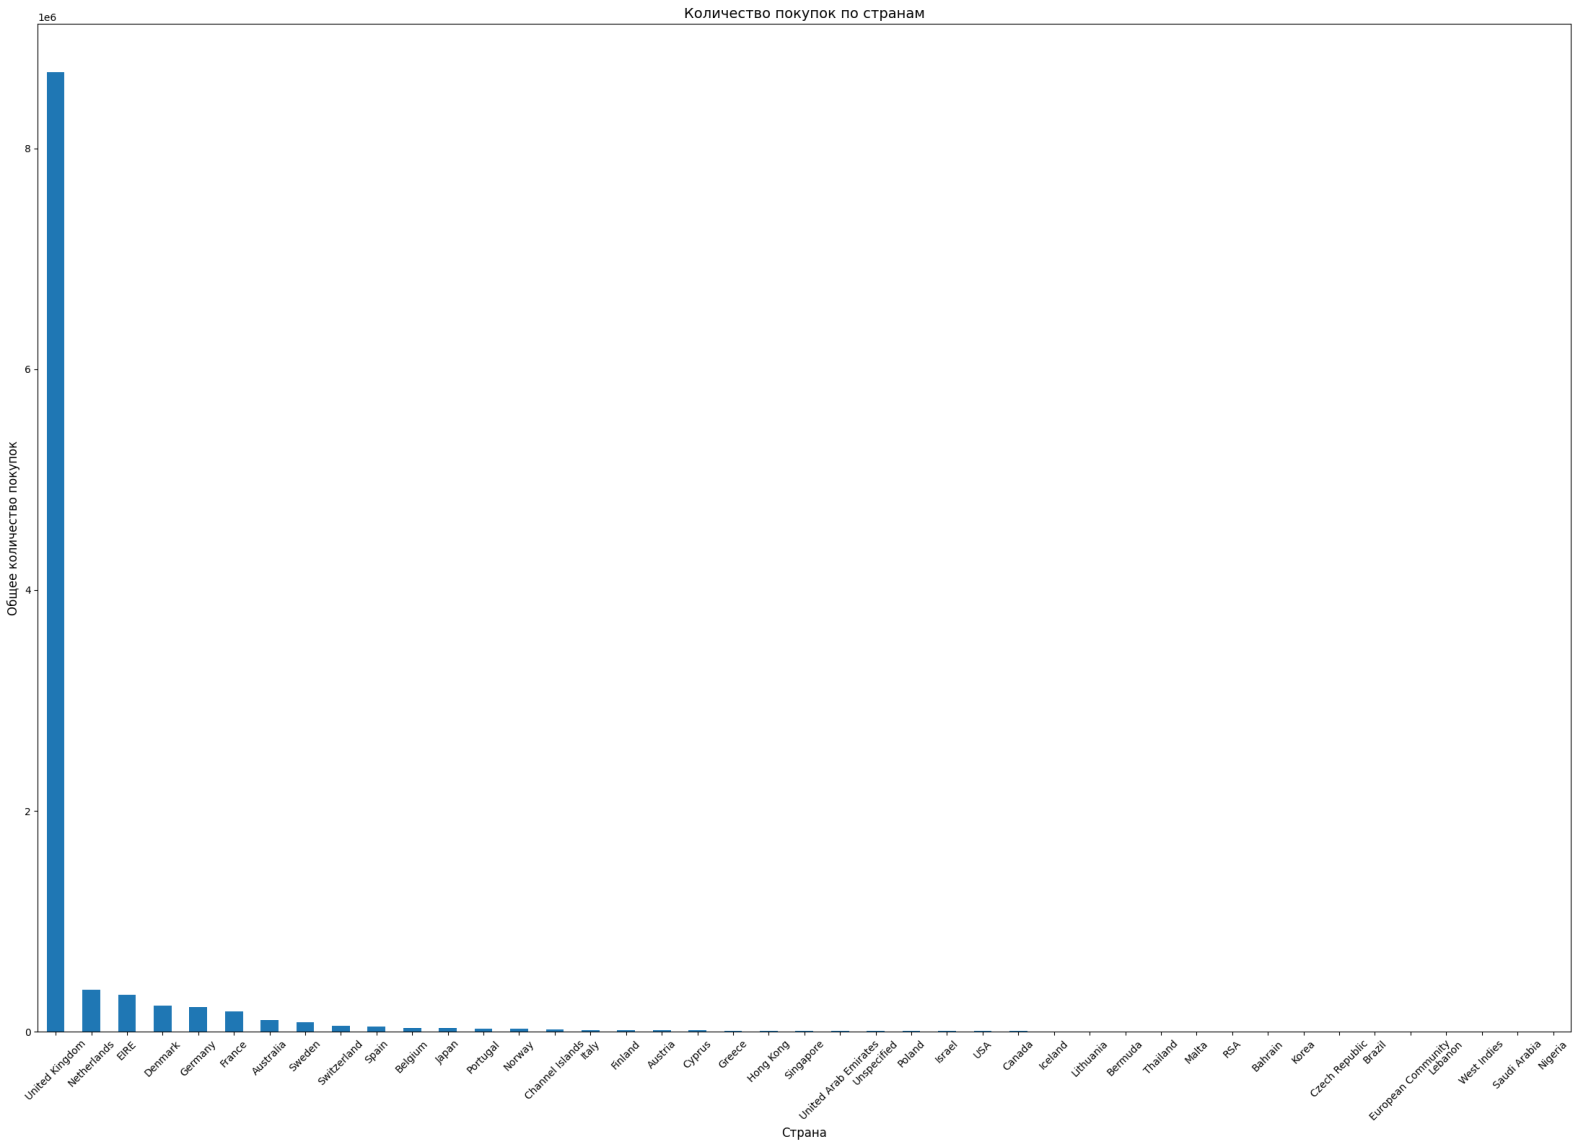 Количество покупок по странам
1e6
8
6
4
2
0
Общее количество покупок
United Kingdom
Netherlands
EIRE
Denmark
Germany
France
Australia
Sweden
Switzerland
Spain
Belgium
Japan
Portugal
Norway
Channel Islands
Italy
Finland
Austria
Cyprus
Greece
Hong Kong
Singapore
United Arab Emirates
Unspecified
Poland
Israel
USA
Canada
Iceland
Lithuania
Bermuda
Thailand
Malta
RSA
Bahrain
Korea
Czech Republic
Brazil
European Community
Lebanon
West Indies
Saudi Arabia
Nigeria
Страна